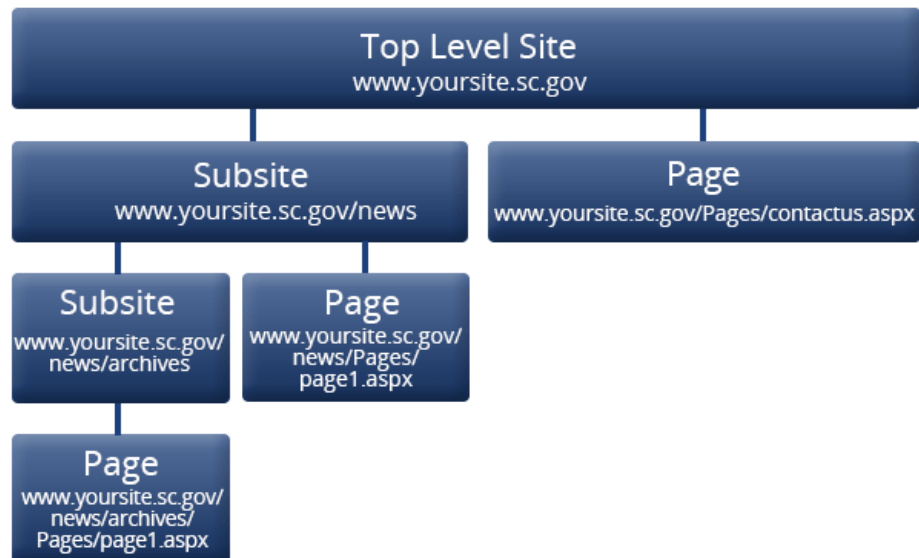 Top Level Site
www.yoursite.sc.gov
Subsite
www.yoursite.sc.gov/news
Page
www.yoursite.sc.gov/Pages/contactus.aspx
Subsite
www.yoursite.sc.gov/
news/archives
Page
www.yoursite.sc.gov/
news/Pages/
page1.aspx
Page
www.yoursite.sc.gov/
news/archives/
Pages/page1.aspx